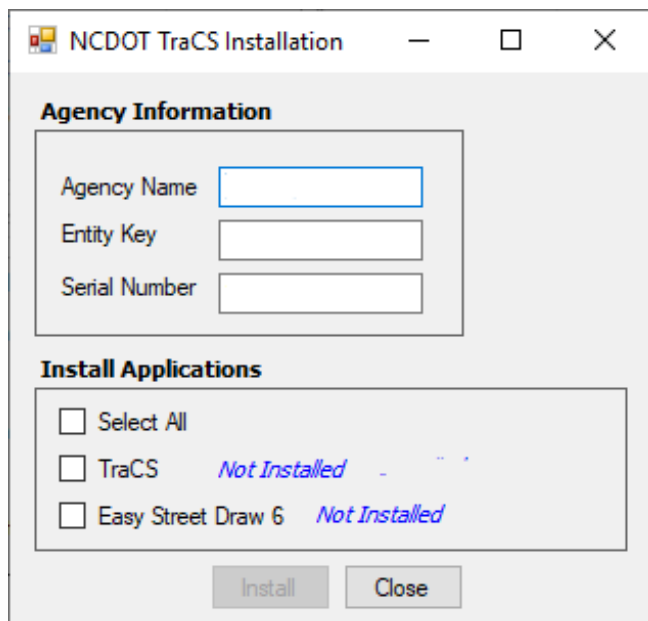 NCDOT TraCS Installation
Agency Information
Agency Name
Entity Key
Serial Number
Install Applications
Select All
TraCS Not Installed
Easy Street Draw 6 Not Installed
Install Close